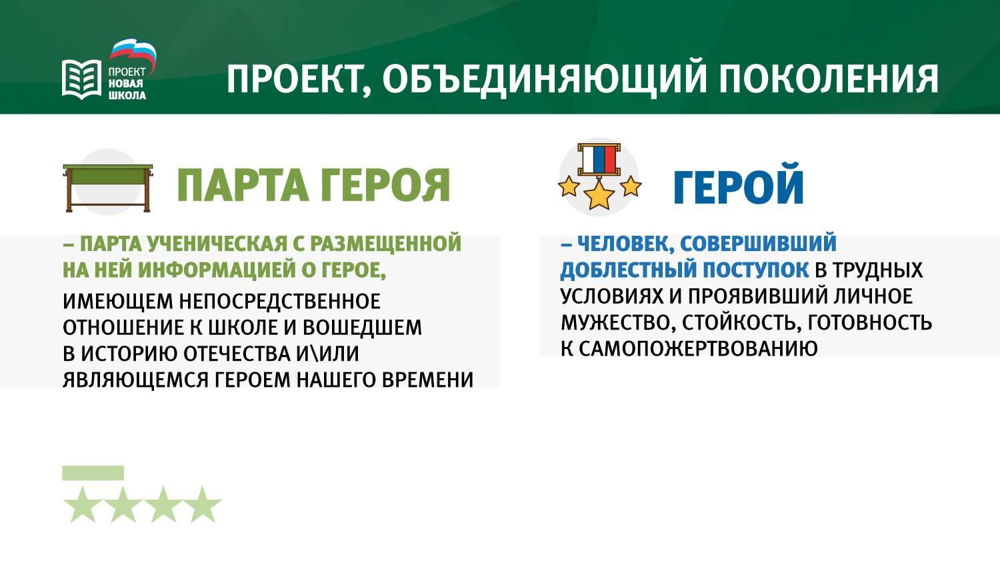 ПРОЕКТ
НОВАЯ
ШКОЛА
ПРОЕКТ, ОБЪЕДИНЯЮЩИЙ ПОКОЛЕНИЯ
ПАРТА ГЕРОЯ
– ПАРТА УЧЕНИЧЕСКАЯ С РАЗМЕЩЕННОЙ
НА НЕЙ ИНФОРМАЦИЕЙ О ГЕРОЕ,
ИМЕЮЩЕМ НЕПОСРЕДСТВЕННОЕ
ОТНОШЕНИЕ К ШКОЛЕ И ВОШЕДШЕМ
В ИСТОРИЮ ОТЕЧЕСТВА И\ИЛИ
ЯВЛЯЮЩЕМСЯ ГЕРОЕМ НАШЕГО ВРЕМЕНИ
ГЕРОЙ
– ЧЕЛОВЕК, СОВЕРШИВШИЙ
ДОБЛЕСТНЫЙ ПОСТУПОК В ТРУДНЫХ
УСЛОВИЯХ И ПРОЯВИВШИЙ ЛИЧНОЕ
МУЖЕСТВО, СТОЙКОСТЬ, ГОТОВНОСТЬ
К САМОПОЖЕРТВОВАНИЮ